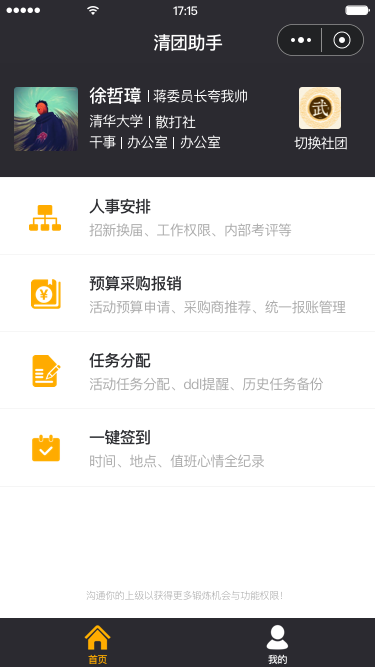 17:15
清团助手
徐哲璋 | 蒋委员长夸我帅
清华大学 | 散打社
干事 | 办公室 | 办公室
武
切换社团
人事安排
招新换届、工作权限、内部考评等
预算采购报销
活动预算申请、采购商推荐、统一报账管理
任务分配
活动任务分配、ddl提醒、历史任务备份
一键签到
时间、地点、值班心情全纪录
沟通你的上级以获得更多锻炼机会与功能权限!
首页
我的